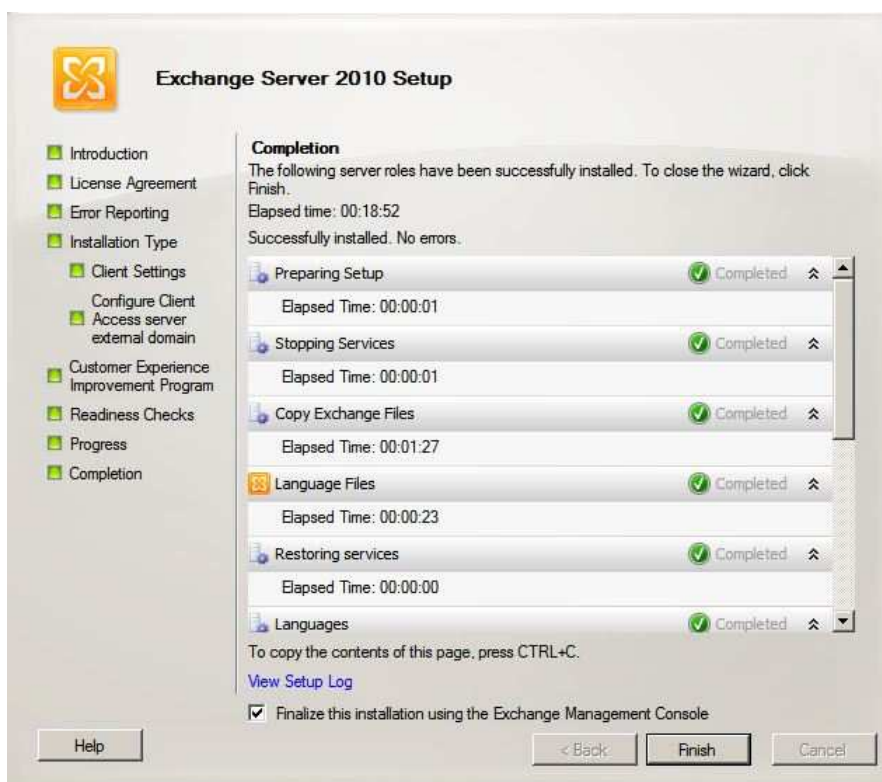 Exchange Server 2010 Setup
Introduction
License Agreement
Error Reporting
Installation Type
Client Settings
Configure Client
Access server
external domain
Customer Experience
Improvement Program
Readiness Checks
Progress
Completion
Completion
The following server roles have been successfully installed. To close the wizard, click
Finish.
Elapsed time: 00:18:52
Successfully installed. No errors.
Preparing Setup Completed
Elapsed Time: 00:00:01
Stopping Services Completed
Elapsed Time: 00:00:01
Copy Exchange Files Completed
Elapsed Time: 00:01:27
Language Files Completed
Elapsed Time: 00:00:23
Restoring services Completed
Elapsed Time: 00:00:00
Languages Completed
To copy the contents of this page, press CTRL+C.
View Setup Log
Finalize this installation using the Exchange Management Console
Help < Back Finish Cancel